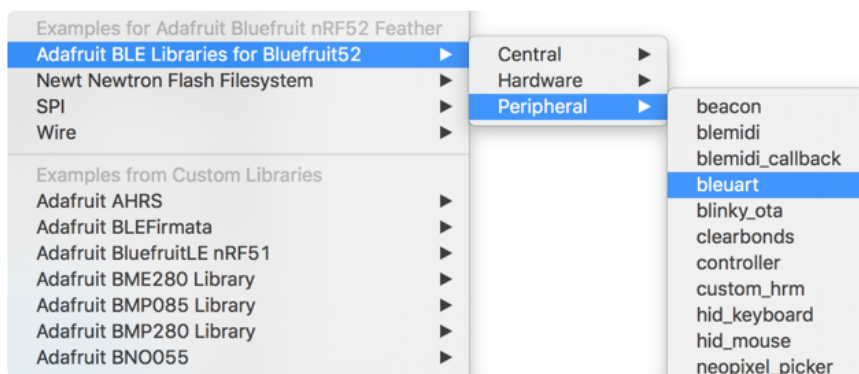 Examples for Adafruit Bluefruit nRF52 Feather
Adafruit BLE Libraries for Bluefruit52
Newt Newtron Flash Filesystem
SPI
Wire
Examples from Custom Libraries
Adafruit AHRS
Adafruit BLEFirmata
Adafruit BluefruitLE nRF51
Adafruit BME280 Library
Adafruit BMP085 Library
Adafruit BMP280 Library
Adafruit BNO055
Central
Hardware
Peripheral
beacon
blemidi
blemidi_callback
bleuart
blinky_ota
clearbonds
controller
custom_hrm
hid_keyboard
hid_mouse
neopixel_picker